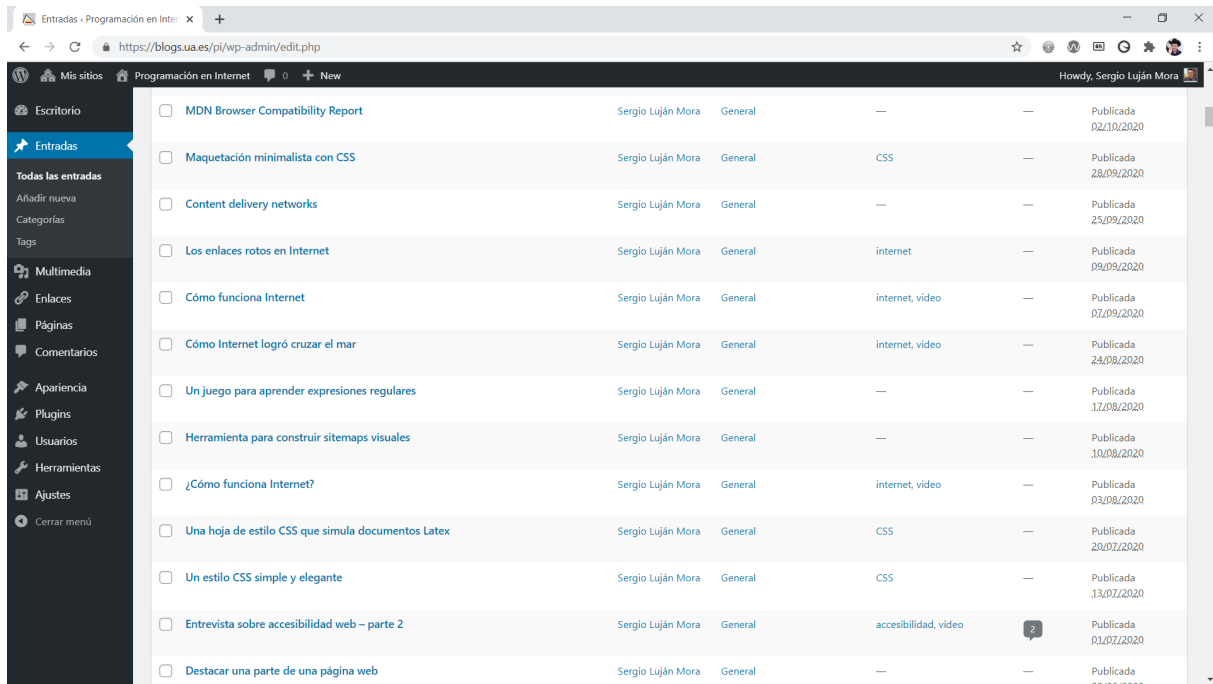 Entradas ‹ Programación en Inter
https://blogs.ua.es/pi/wp-admin/edit.php
Mis sitios Programación en Internet 0 New Howdy, Sergio Luján Mora
Escritorio
Entradas
Todas las entradas
Añadir nueva
Categorías
Tags
Multimedia
Enlaces
Páginas
Comentarios
Apariencia
Plugins
Usuarios
Herramientas
Ajustes
Cerrar menú
MDN Browser Compatibility Report Sergio Luján Mora General — — Publicada
02/10/2020
Maquetación minimalista con CSS Sergio Luján Mora General CSS — Publicada
28/09/2020
Content delivery networks Sergio Luján Mora General — — Publicada
25/09/2020
Los enlaces rotos en Internet Sergio Luján Mora General internet — Publicada
09/09/2020
Cómo funciona Internet Sergio Luján Mora General internet, video — Publicada
07/09/2020
Cómo Internet logró cruzar el mar Sergio Luján Mora General internet, video — Publicada
24/08/2020
Un juego para aprender expresiones regulares Sergio Luján Mora General — — Publicada
17/08/2020
Herramienta para construir sitemaps visuales Sergio Luján Mora General — — Publicada
10/08/2020
¿Cómo funciona Internet? Sergio Luján Mora General internet, video — Publicada
03/08/2020
Una hoja de estilo CSS que simula documentos Latex Sergio Luján Mora General CSS — Publicada
20/07/2020
Un estilo CSS simple y elegante Sergio Luján Mora General CSS — Publicada
13/07/2020
Entrevista sobre accesibilidad web – parte 2 Sergio Luján Mora General accesibilidad, video 2 Publicada
01/07/2020
Destacar una parte de una página web Sergio Luján Mora General — — Publicada